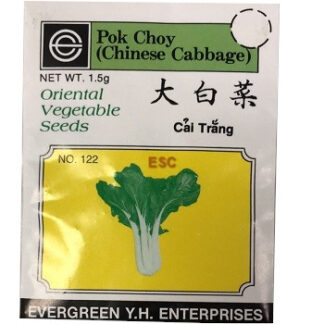 Pok Choy
(Chinese Cabbage)
NET WT. 1.5g
Oriental
Vegetable
Seeds
大白菜
Cải Trắng
NO. 122
ESC
EVERGREEN Y.H. ENTERPRISES